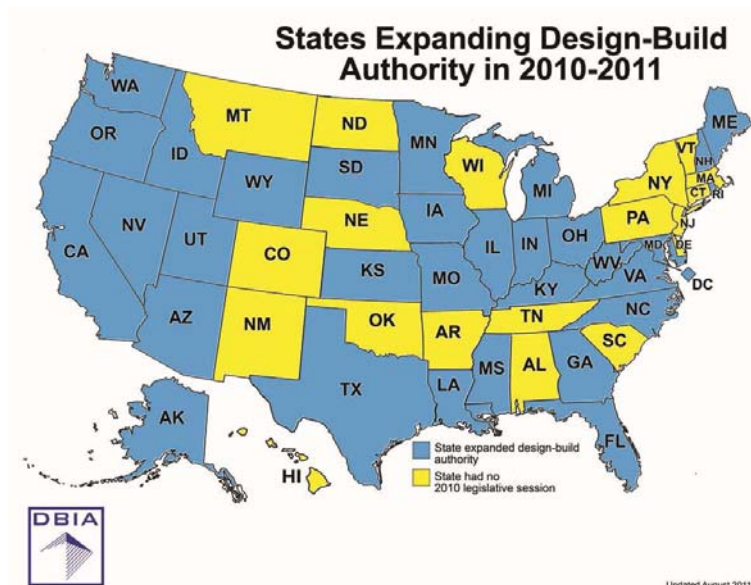 States Expanding Design-Build
Authority in 2010-2011
WA
MT
ND
MN
ME
OR
ID
WY
SD
WI
MI
VT
NH
NY
MA
CT
RI
NV
UT
CO
NE
IA
IL
IN
OH
PA
NJ
MD
DE
CA
KS
MO
KY
WV
VA
DC
AZ
NM
OK
AR
TN
NC
SC
TX
LA
MS
AL
GA
AK
HI
FL
State expanded design-build
authority
State had no
2010 legislative session
DBIA
Updated August 2011